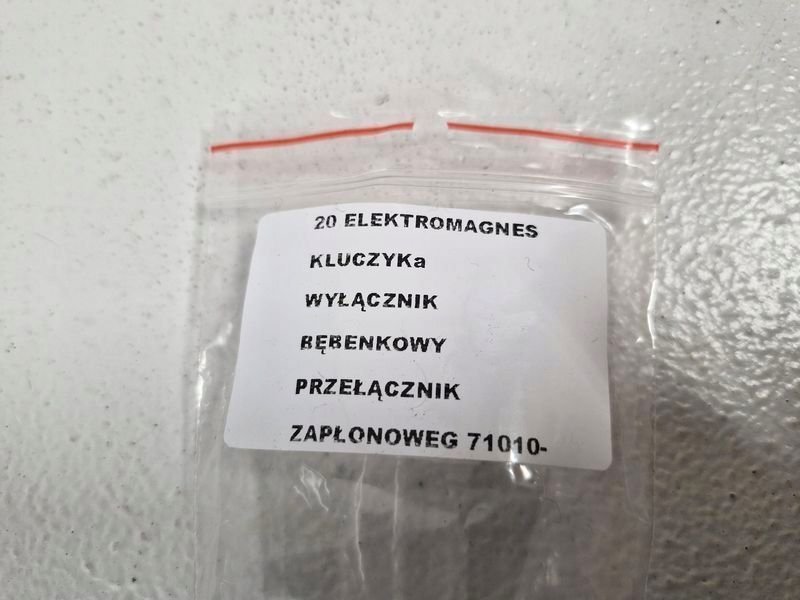 20 ELEKTROMAGNES
KLUCZYKa
WYŁĄCZNIK
BĘBENKOWY
PRZEŁĄCZNIK
ZAPŁONOWEG 71010-